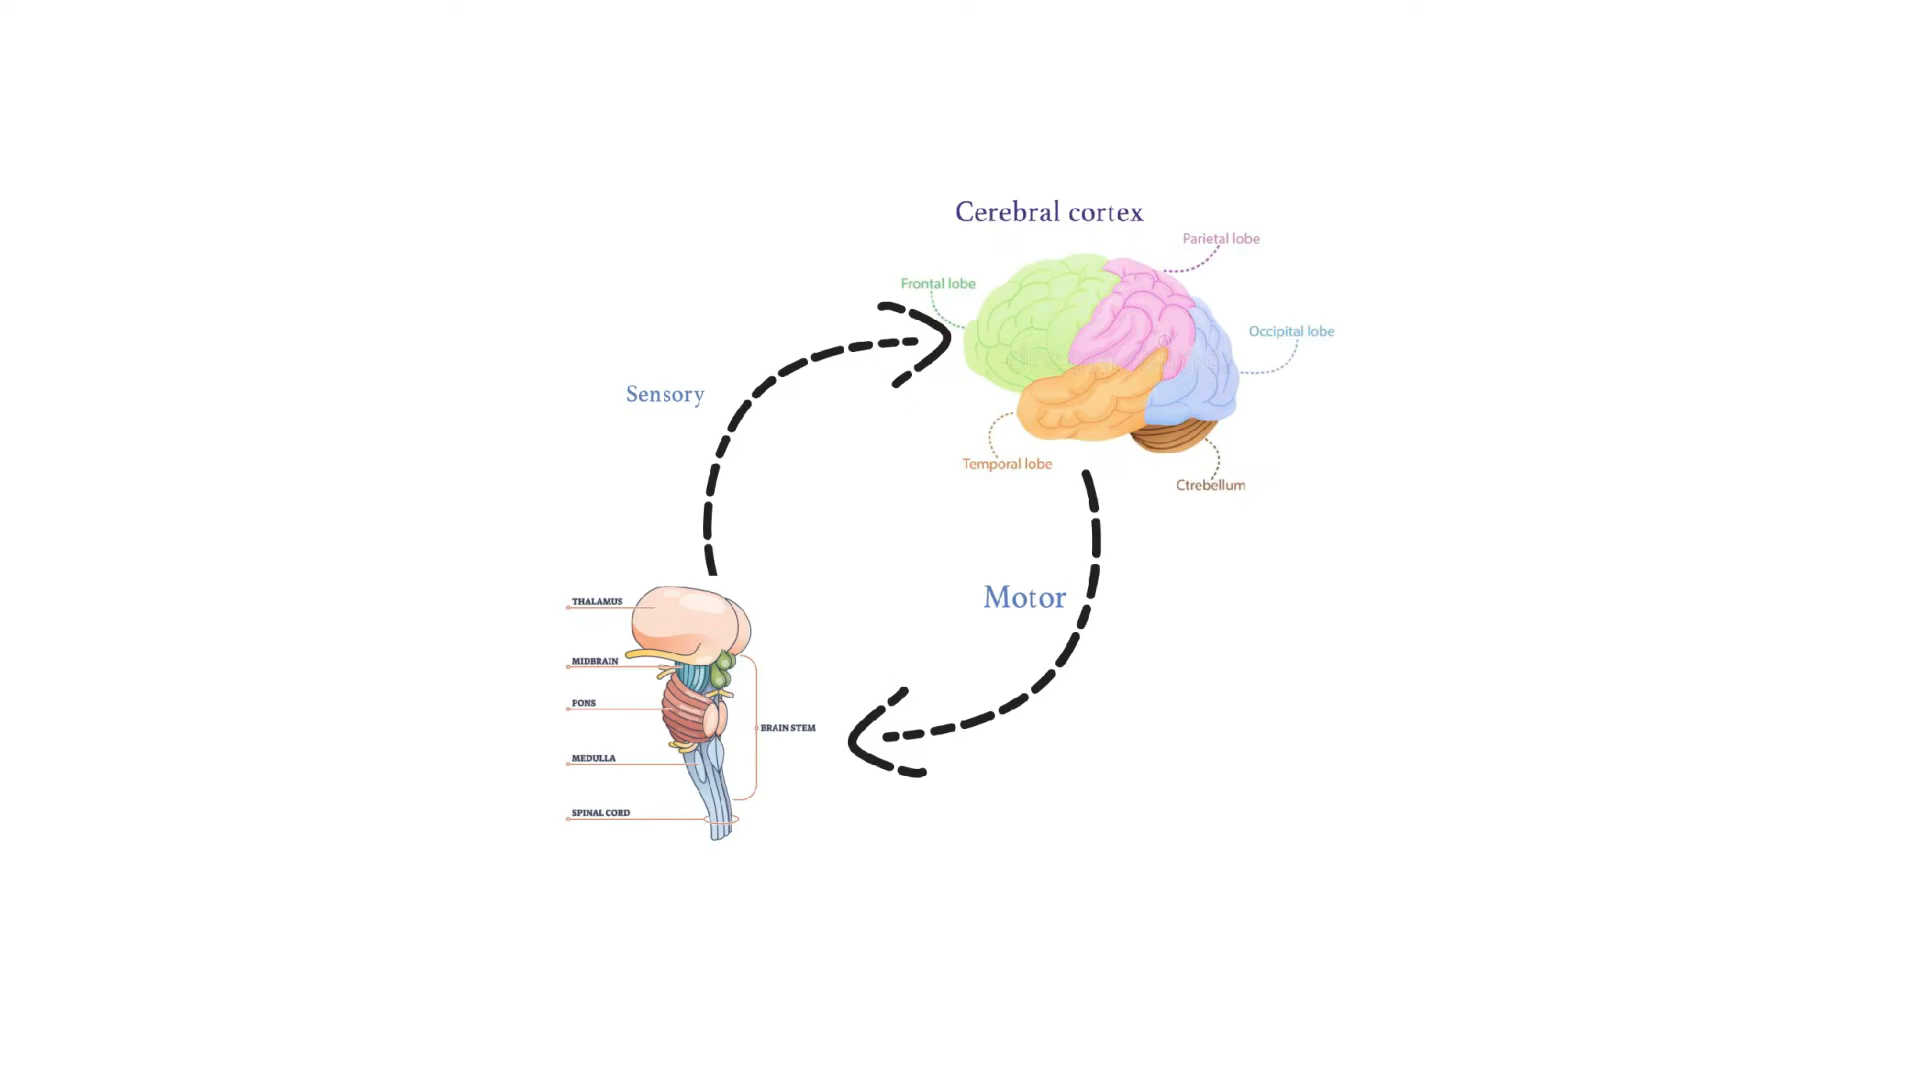 Cerebral cortex
Parietal lobe
Frontal lobe
Occipital lobe
Sensory
Temporal lobe
Ctrebellum
Motor
THALAMUS
MIDBRAIN
PONS
BRAIN STEM
MEDULLA
SPINAL CORD